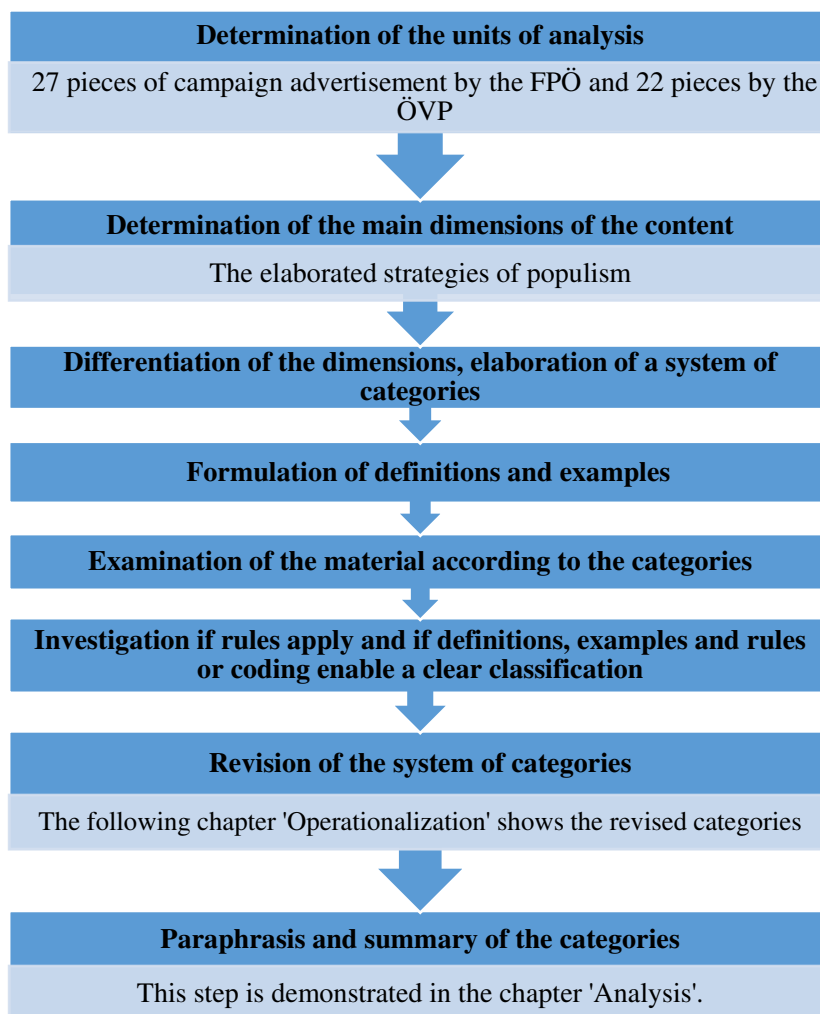 Determination of the units of analysis
27 pieces of campaign advertisement by the FPÖ and 22 pieces by the
ÖVP
Determination of the main dimensions of the content
The elaborated strategies of populism
Differentiation of the dimensions, elaboration of a system of
categories
Formulation of definitions and examples
Examination of the material according to the categories
Investigation if rules apply and if definitions, examples and rules
or coding enable a clear classification
Revision of the system of categories
The following chapter 'Operationalization' shows the revised categories
Paraphrasis and summary of the categories
This step is demonstrated in the chapter 'Analysis'.